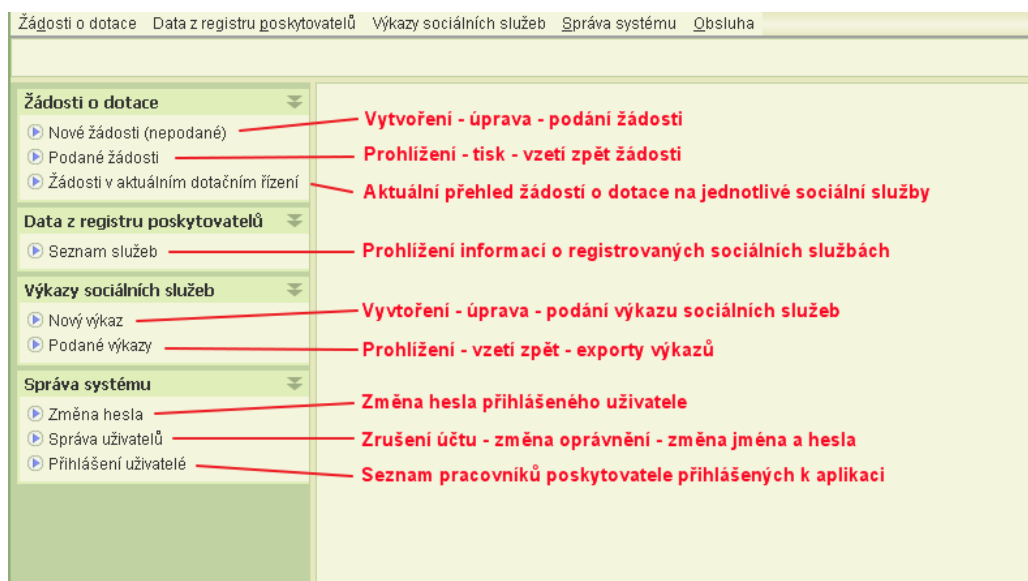 Žádosti o dotace Data z registru poskytovatelů Výkazy sociálních služeb Správa systému Obsluha
Žádosti o dotace
Nové žádosti (nepodané)
Vytvoření - úprava - podání žádosti
Podané žádosti
Prohlížení - tisk - vzetí zpět žádosti
Žádosti v aktuálním dotačním řízení
Aktuální přehled žádostí o dotace na jednotlivé sociální služby
Data z registru poskytovatelů
Seznam služeb
Prohlížení informací o registrovaných sociálních službách
Výkazy sociálních služeb
Nový výkaz
Vyvtoření - úprava - podání výkazu sociálních služeb
Podané výkazy
Prohlížení - vzetí zpět - exporty výkazů
Správa systému
Změna hesla
Změna hesla přihlášeného uživatele
Správa uživatelů
Zrušení účtu - změna oprávnění - změna jména a hesla
Přihlášení uživatelé
Seznam pracovníků poskytovatele přihlášených k aplikaci